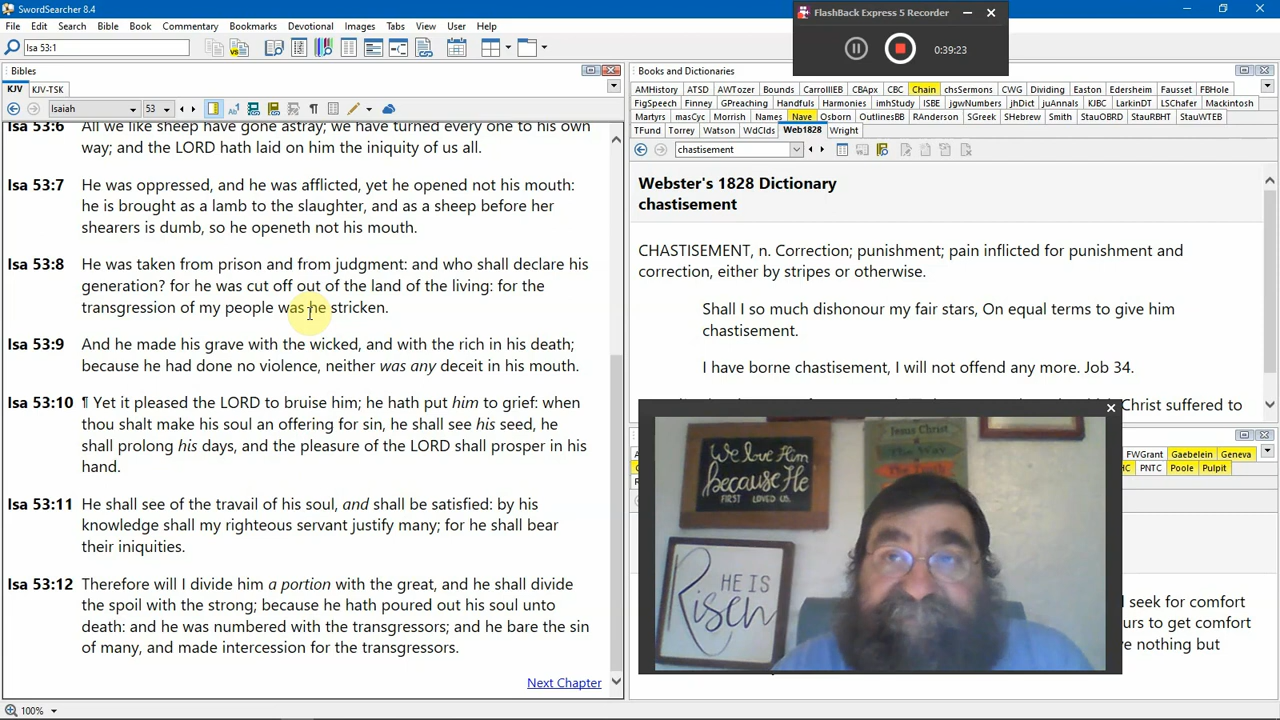 SwordSearcher 8.4
File Edit Search Bible Book Commentary Bookmarks Devotional Images Tabs View User Help
Isa 53:1
VS
FlashBack Express 5 Recorder
0:39:23
Bibles
KJV KJV-TSK
Isaiah 53
Isa 53:6 All we like sheep have gone astray; we have turned every one to his own
way; and the LORD hath laid on him the iniquity of us all.
Isa 53:7 He was oppressed, and he was afflicted, yet he opened not his mouth:
he is brought as a lamb to the slaughter, and as a sheep before her
shearers is dumb, so he openeth not his mouth.
Isa 53:8 He was taken from prison and from judgment: and who shall declare his
generation? for he was cut off out of the land of the living: for the
transgression of my people was he stricken.
Isa 53:9 And he made his grave with the wicked, and with the rich in his death;
because he had done no violence, neither was any deceit in his mouth.
Isa 53:10 ¶ Yet it pleased the LORD to bruise him; he hath put him to grief: when
thou shalt make his soul an offering for sin, he shall see his seed, he
shall prolong his days, and the pleasure of the LORD shall prosper in his
hand.
Isa 53:11 He shall see of the travail of his soul, and shall be satisfied: by his
knowledge shall my righteous servant justify many; for he shall bear
their iniquities.
Isa 53:12 Therefore will I divide him a portion with the great, and he shall divide
the spoil with the strong; because he hath poured out his soul unto
death: and he was numbered with the transgressors; and he bare the sin
of many, and made intercession for the transgressors.
Next Chapter
100%
Books and Dictionaries
AMHistory ATSD AWTozer Bounds CarrollEB CBApx CBC Chain chsSermons CWG Dividing Easton Edersheim Fausset FBHole
FigSpeech Finney GPreaching Handfuls Harmonies imhStudy ISBE jgwNumbers jhDict juAnnals KJBC LarkinDT LSChafer Mackintosh
Martyrs masCyc Morrish Names Nave Osborn OutlinesBB RAnderson SGreek SHebrew Smith StauOBRD StauRBHT StauWTEB
TFund Torrey Watson WdClds Web1828 Wright
chastisement
Webster's 1828 Dictionary
chastisement
CHASTISEMENT, n. Correction; punishment; pain inflicted for punishment and
correction, either by stripes or otherwise.
Shall I so much dishonour my fair stars, On equal terms to give him
chastisement.
I have borne chastisement, I will not offend any more. Job 34.
Christ suffered to
FWGrant Gaebelein Geneva
PNTC Poole Pulpit
seek for comfort
urs to get comfort
nothing but
We love Him
because He
FIRST LOVED US.
Jesus Christ
The Way
The Truth
HE IS
Risen